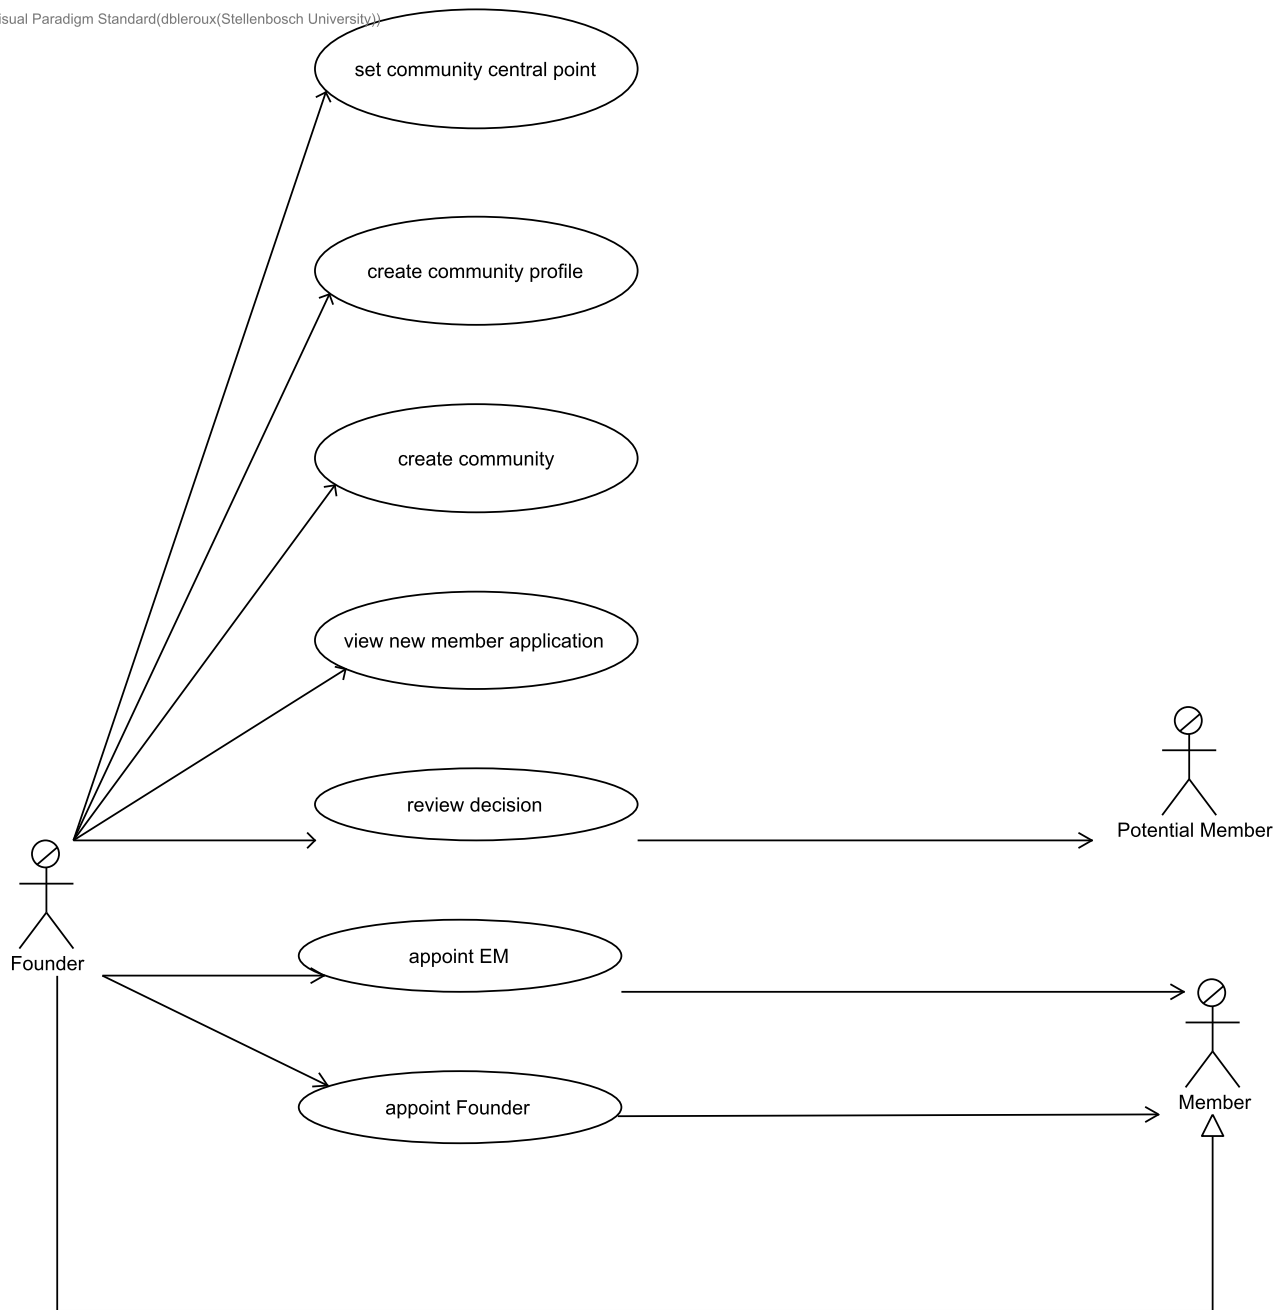 isual Paradigm Standard(dbleroux(Stellenbosch University))
set community central point
create community profile
create community
view new member application
review decision
Potential Member
Founder
appoint EM
appoint Founder
Member